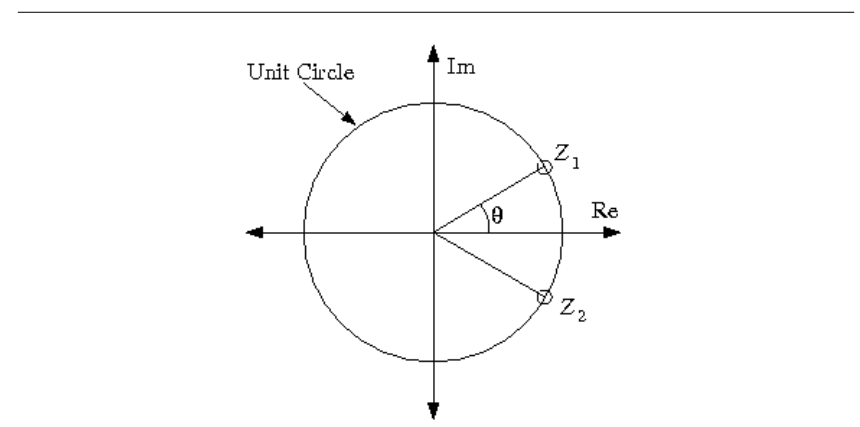 Im
Unit Circle
Z1
θ
Re
Z2